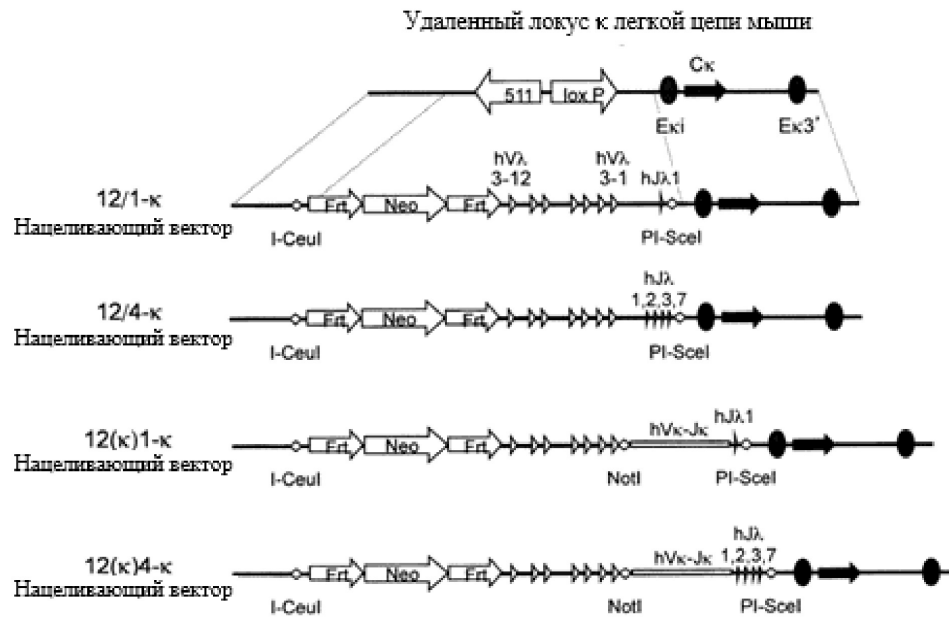 Удаленный локус κ легкой цепи мыши
Cκ
511 lox P
Eκi Eκ3'
hVλ hVλ
3-12 3-1 hJλ1
12/1-κ
Нацеливающий вектор
Frt Neo Frt
I-CeuI PI-SceI
hJλ
1,2,3,7
12/4-κ
Нацеливающий вектор
Frt Neo Frt
I-CeuI PI-SceI
hJλ1
hVκ-Jκ
12(κ)1-κ
Нацеливающий вектор
Frt Neo Frt
I-CeuI NotI PI-SceI
hJλ
hVκ-Jκ 1,2,3,7
12(κ)4-κ
Нацеливающий вектор
Frt Neo Frt
I-CeuI NotI PI-SceI